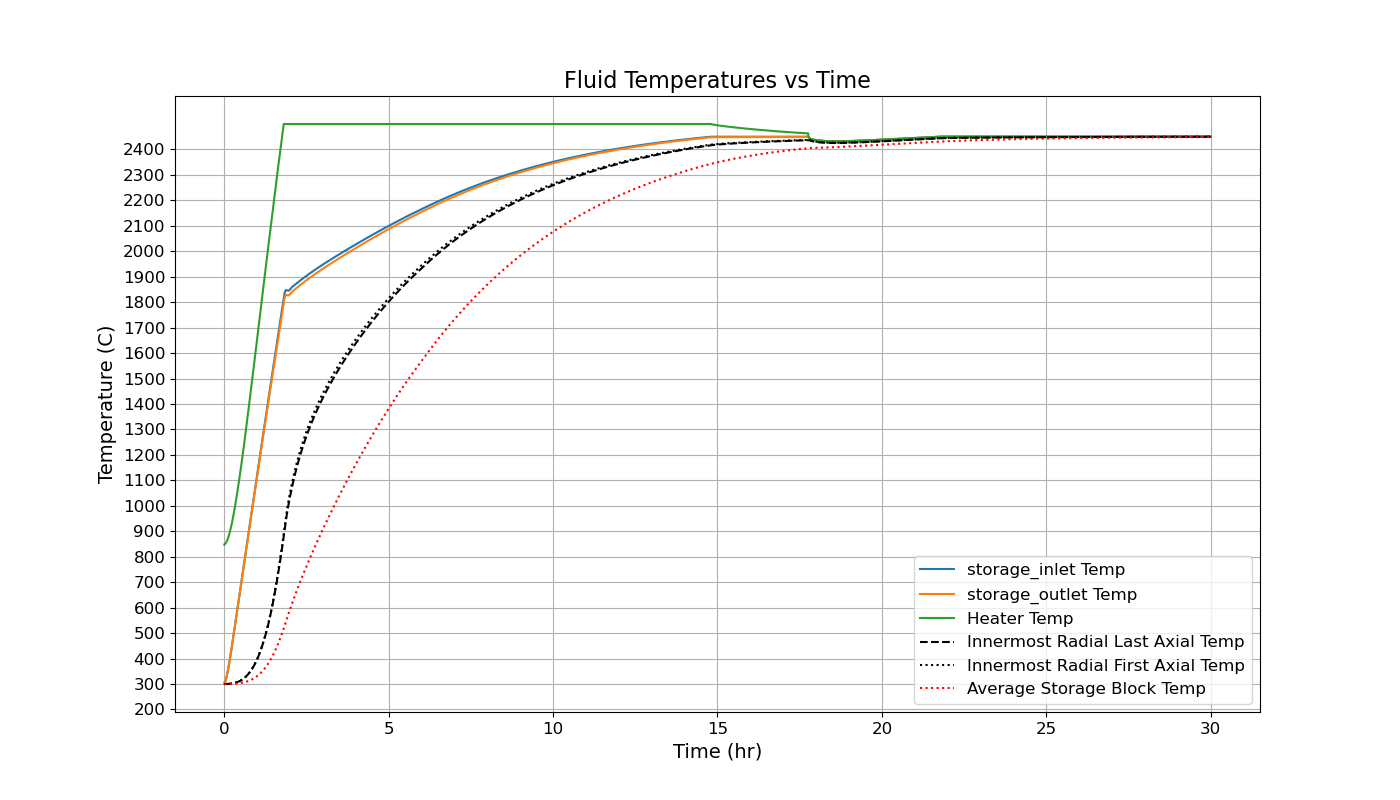 Fluid Temperatures vs Time
Temperature (C)
2400
2300
2200
2100
2000
1900
1800
1700
1600
1500
1400
1300
1200
1100
1000
900
800
700
600
500
400
300
200
storage_inlet Temp
storage_outlet Temp
Heater Temp
Innermost Radial Last Axial Temp
Innermost Radial First Axial Temp
Average Storage Block Temp
0 5 10 15 20 25 30
Time (hr)